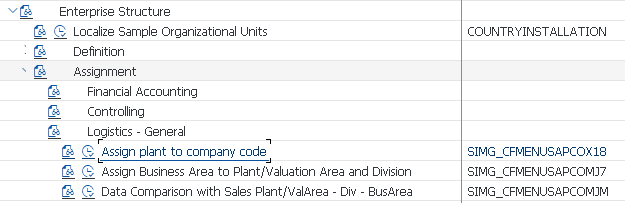 Enterprise Structure
Localize Sample Organizational Units COUNTRYINSTALLATION
Definition
Assignment
Financial Accounting
Controlling
Logistics - General
Assign plant to company code SIMG_CFMENUSAPCOX18
Assign Business Area to Plant/Valuation Area and Division SIMG_CFMENUSAPCOMJ7
Data Comparison with Sales Plant/ValArea - Div - BusArea SIMG_CFMENUSAPCOMJM